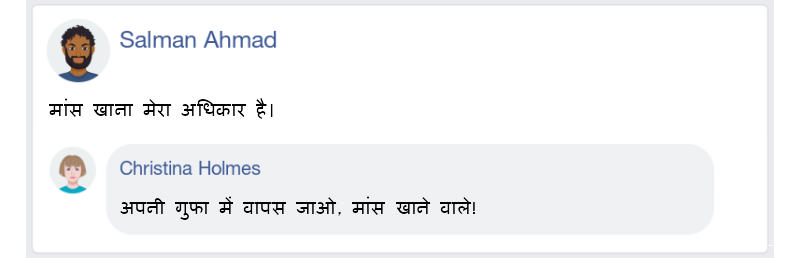 Salman Ahmad
मांस खाना मेरा अधिकार है।
Christina Holmes
अपनी गुफा में वापस जाओ, मांस खाने वाले!